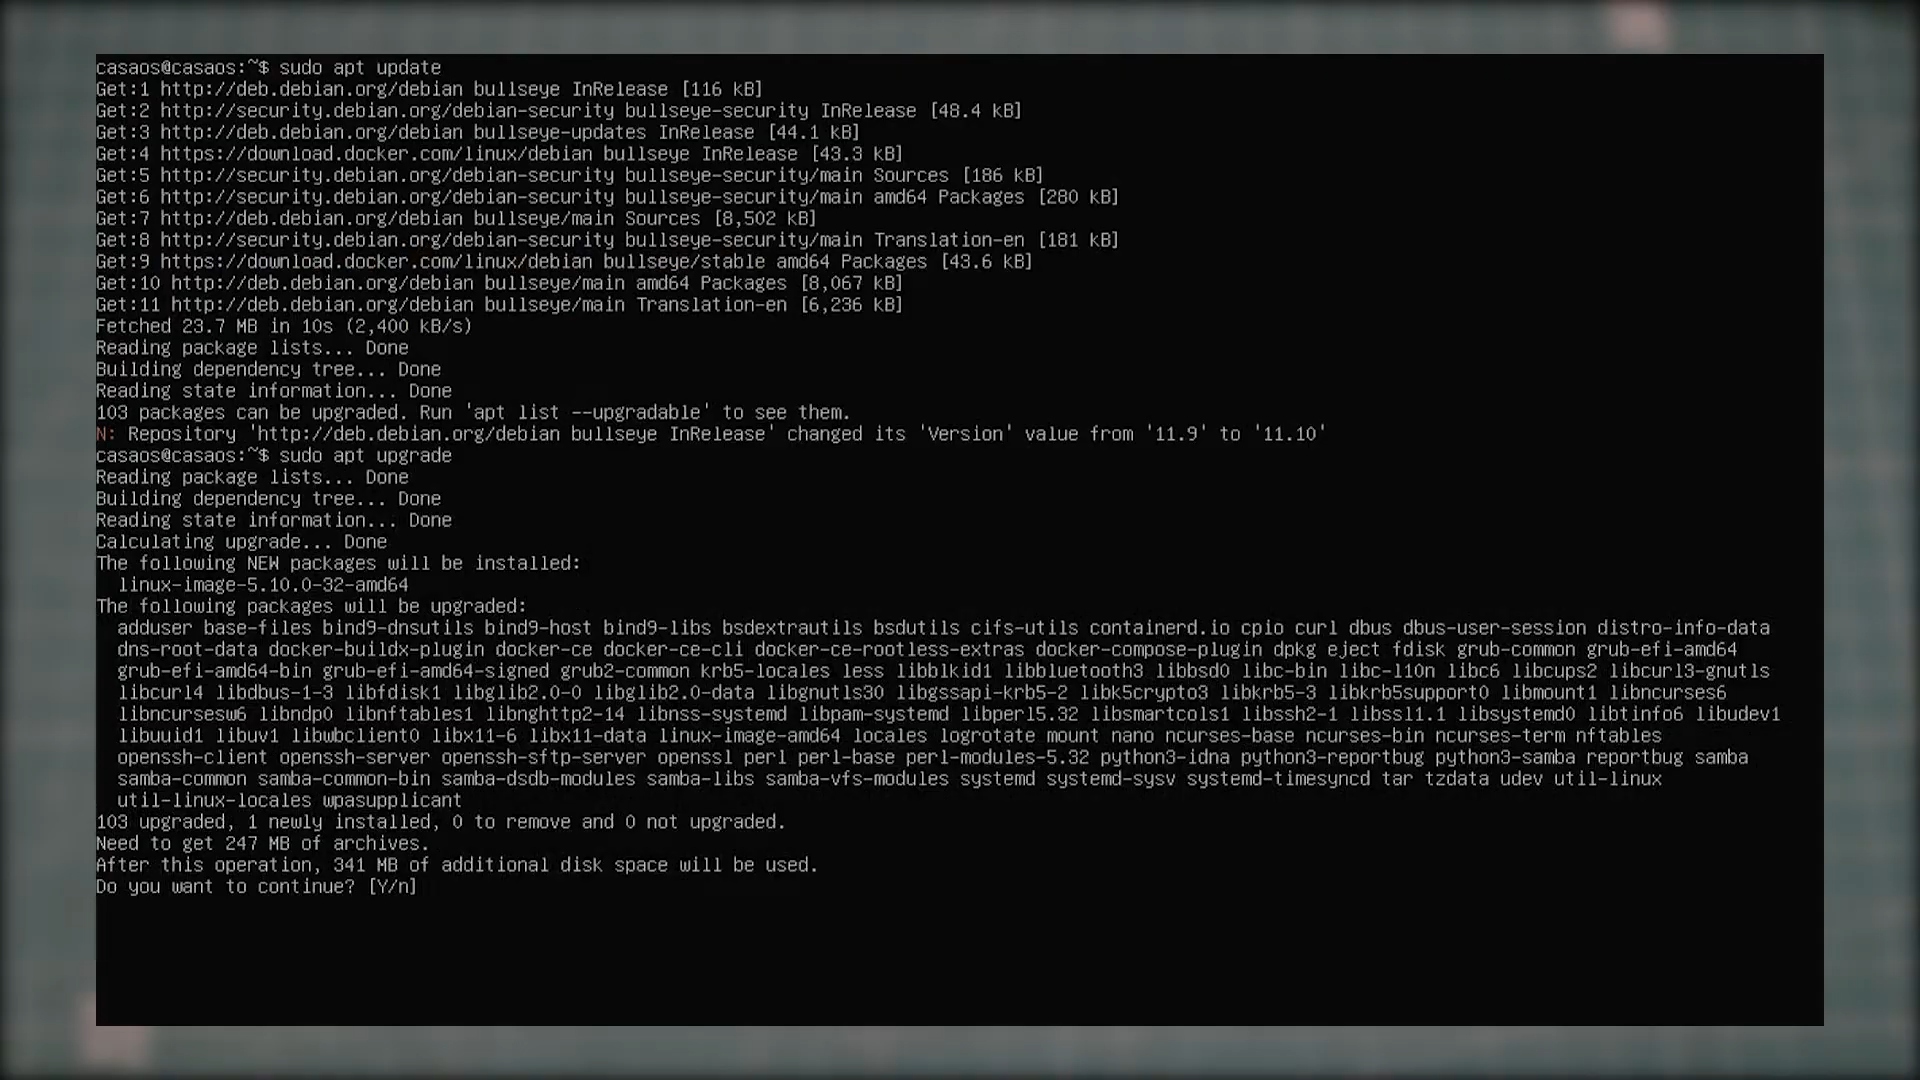 casaos@casaos:~$ sudo apt update
Get:1 http://deb.debian.org/debian bullseye InRelease [116 kB]
Get:2 http://security.debian.org/debian-security bullseye-security InRelease [48.4 kB]
Get:3 http://deb.debian.org/debian bullseye-updates InRelease [44.1 kB]
Get:4 https://download.docker.com/linux/debian bullseye InRelease [43.3 kB]
Get:5 http://security.debian.org/debian-security bullseye-security/main Sources [186 kB]
Get:6 http://security.debian.org/debian-security bullseye-security/main amd64 Packages [280 kB]
Get:7 http://deb.debian.org/debian bullseye/main Sources [8,502 kB]
Get:8 http://security.debian.org/debian-security bullseye-security/main Translation-en [181 kB]
Get:9 https://download.docker.com/linux/debian bullseye/stable amd64 Packages [43.6 kB]
Get:10 http://deb.debian.org/debian bullseye/main amd64 Packages [8,067 kB]
Get:11 http://deb.debian.org/debian bullseye/main Translation-en [6,236 kB]
Fetched 23.7 MB in 10s (2,400 kB/s)
Reading package lists... Done
Building dependency tree... Done
Reading state information... Done
103 packages can be upgraded. Run 'apt list --upgradable' to see them.
N: Repository 'http://deb.debian.org/debian bullseye InRelease' changed its 'Version' value from '11.9' to '11.10'
casaos@casaos:~$ sudo apt upgrade
Reading package lists... Done
Building dependency tree... Done
Reading state information... Done
Calculating upgrade... Done
The following NEW packages will be installed:
linux-image-5.10.0-32-amd64
The following packages will be upgraded:
adduser base-files bind9-dnsutils bind9-host bind9-libs bsdextrautils bsdutils cifs-utils containerd.io cpio curl dbus dbus-user-session distro-info-data
dns-root-data docker-buildx-plugin docker-ce docker-ce-cli docker-ce-rootless-extras docker-compose-plugin dpkg eject fdisk grub-common grub-efi-amd64
grub-efi-amd64-bin grub-efi-amd64-signed grub2-common krb5-locales less libblkid1 libbluetooth3 libbsd0 libc-bin libc-l10n libc6 libcups2 libcurl3-gnutls
libcurl4 libdbus-1-3 libfdisk1 libglib2.0-0 libglib2.0-data libgnutls30 libgssapi-krb5-2 libk5crypto3 libkrb5-3 libkrb5support0 libmount1 libncurses6
libncursesw6 libndp0 libnftables1 libnghttp2-14 libnss-systemd libpam-systemd libperl5.32 libsmartcols1 libssh2-1 libssl1.1 libsystemd0 libtinfo6 libudev1
libuuid1 libuv1 libwbclient0 libx11-6 libx11-data linux-image-amd64 locales logrotate mount nano ncurses-base ncurses-bin ncurses-term nftables
openssh-client openssh-server openssh-sftp-server openssl perl perl-base perl-modules-5.32 python3-idna python3-reportbug python3-samba reportbug samba
samba-common samba-common-bin samba-dsdb-modules samba-libs samba-vfs-modules systemd systemd-sysv systemd-timesyncd tar tzdata udev util-linux
util-linux-locales wpasupplicant
103 upgraded, 1 newly installed, 0 to remove and 0 not upgraded.
Need to get 247 MB of archives.
After this operation, 341 MB of additional disk space will be used.
Do you want to continue? [Y/n]